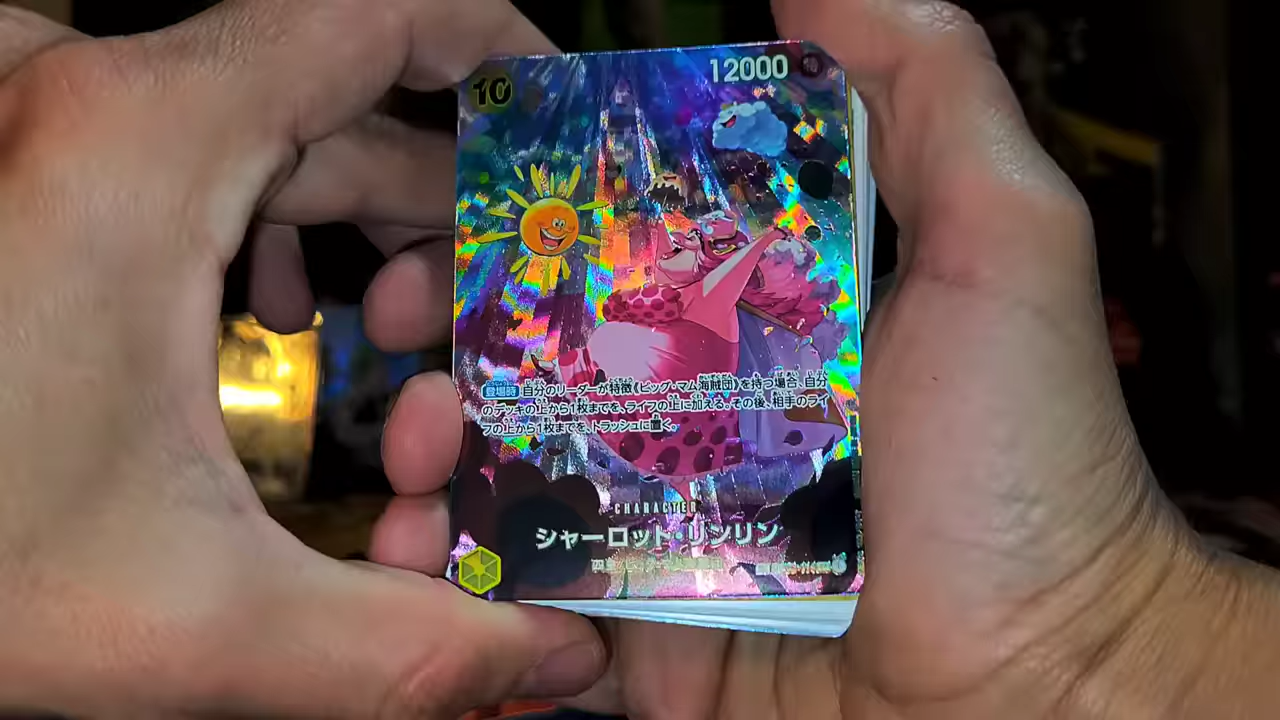 10
12000
登場時 自分のリーダーが特徴《ビッグ・マム海賊団》を持つ場合、自分
のデッキの上から1枚までを、ライフの上に加える。その後、相手のライ
フの上から1枚までを、トラッシュに置く。
CHARACTER
シャーロット・リンリン